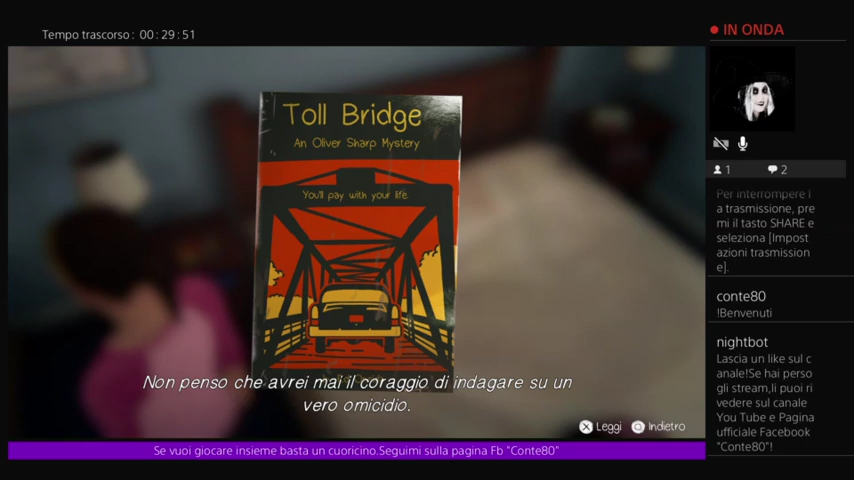 Tempo trascorso: 00:29:51
IN ONDA
Toll Bridge
An Oliver Sharp Mystery
You'll pay with your life
Non penso che avrei mai il coraggio di indagare su un
vero omicidio.
Leggi Indietro
Se vuoi giocare insieme basta un cuoricino.Seguimi sulla pagina Fb "Conte80"
1 2
Per interrompere l
a trasmissione, pre
mi il tasto SHARE e
seleziona [Impost
azioni trasmission
e].
conte80
!Benvenuti
nightbot
Lascia un like sul c
anale!Se hai perso
gli stream,li puoi ri
vedere sul canale
You Tube e Pagina
ufficiale Facebook
"Conte80"!